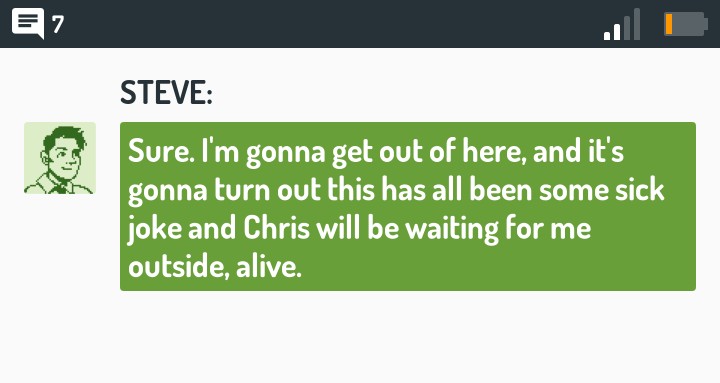 7
STEVE:
Sure. I'm gonna get out of here, and it's
gonna turn out this has all been some sick
joke and Chris will be waiting for me
outside, alive.